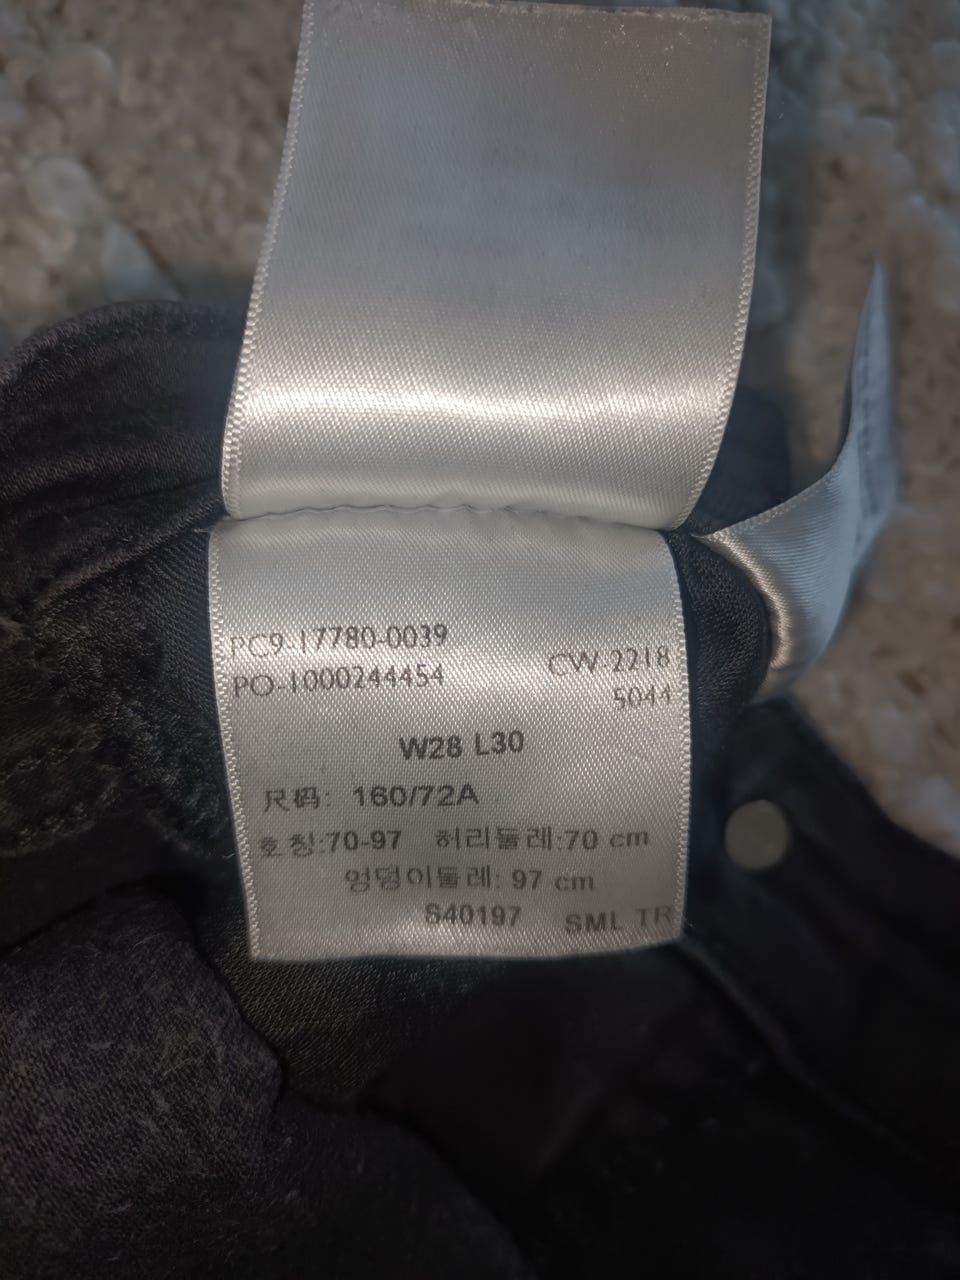 PC9-17780-0039
PO-1000244454 CW-2218
5044
W28 L30
尺码: 160/72A
호칭:70-97 허리둘레:70 cm
엉덩이둘레: 97 cm
S40197 SML TR